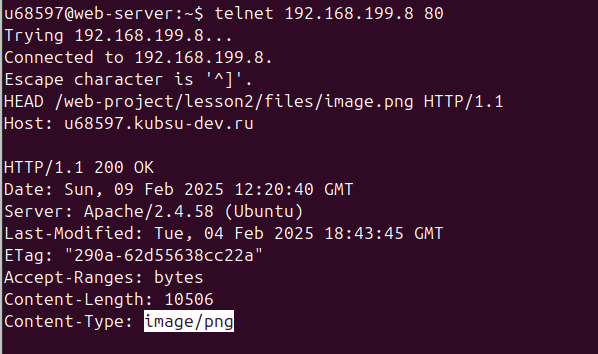 u68597@web-server:~$ telnet 192.168.199.8 80
Trying 192.168.199.8...
Connected to 192.168.199.8.
Escape character is '^]'.
HEAD /web-project/lesson2/files/image.png HTTP/1.1
Host: u68597.kubsu-dev.ru

HTTP/1.1 200 OK
Date: Sun, 09 Feb 2025 12:20:40 GMT
Server: Apache/2.4.58 (Ubuntu)
Last-Modified: Tue, 04 Feb 2025 18:43:45 GMT
ETag: "290a-62d55638cc22a"
Accept-Ranges: bytes
Content-Length: 10506
Content-Type: image/png